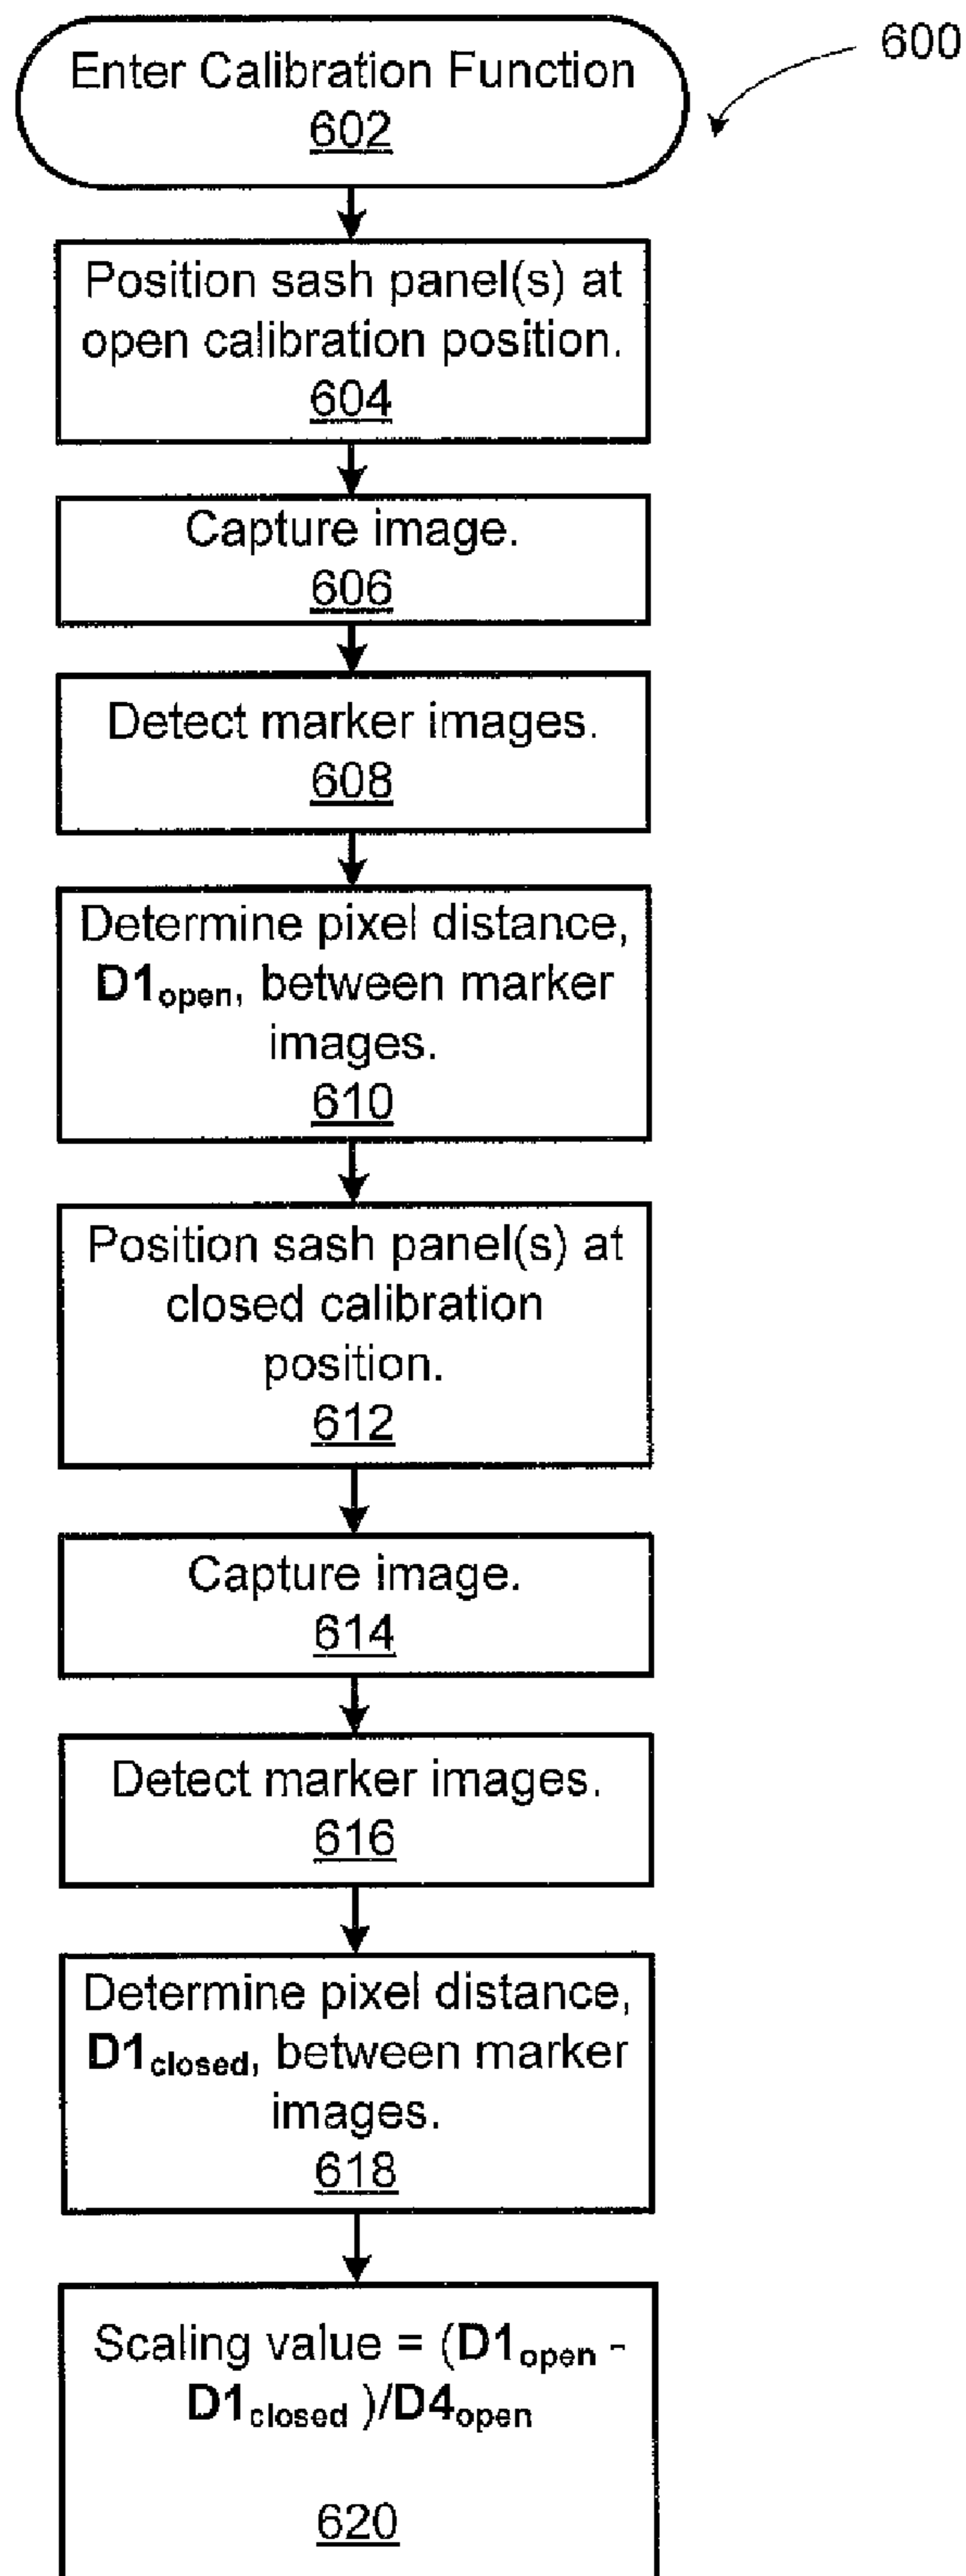 600
Enter Calibration Function
602
Position sash panel(s) at
open calibration position.
604
Capture image.
606
Detect marker images.
608
Determine pixel distance,
D1open, between marker
images.
610
Position sash panel(s) at
closed calibration
position.
612
Capture image.
614
Detect marker images.
616
Determine pixel distance,
D1closed, between marker
images.
618
Scaling value = (D1open -
D1closed )/D4open
620